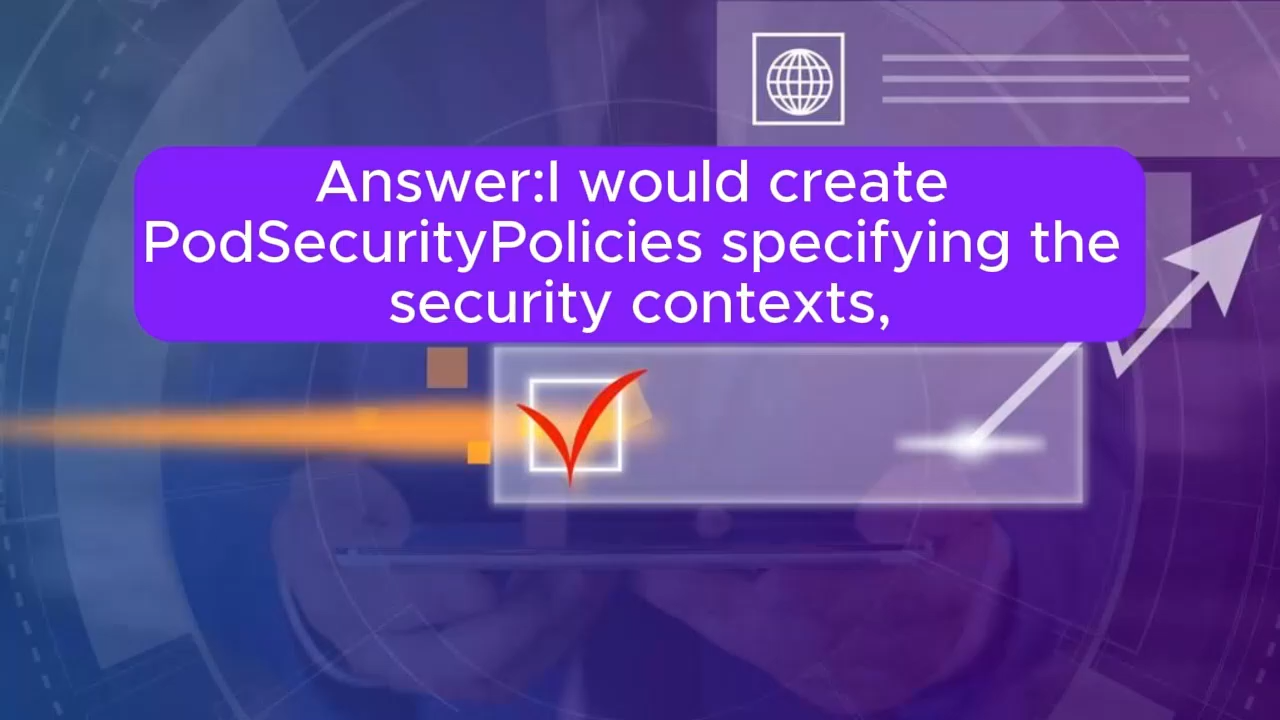 Answer:I would create
PodSecurityPolicies specifying the
security contexts,